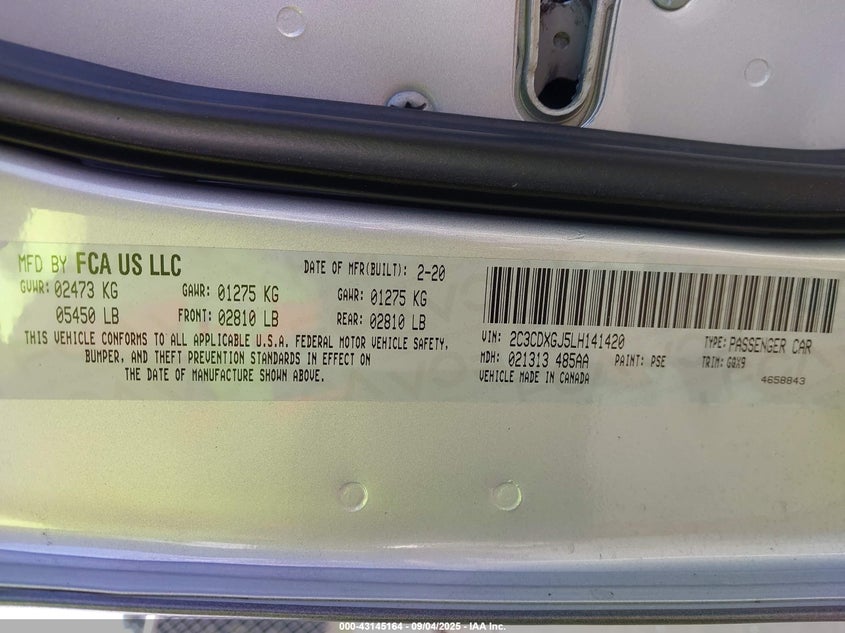 MFD BY FCA US LLC
DATE OF MFR(BUILT): 2-20
GVWR: 02473 KG GAWR: 01275 KG GAWR: 01275 KG
05450 LB FRONT: 02810 LB REAR: 02810 LB
THIS VEHICLE CONFORMS TO ALL APPLICABLE U.S.A. FEDERAL MOTOR VEHICLE SAFETY,
BUMPER, AND THEFT PREVENTION STANDARDS IN EFFECT ON
THE DATE OF MANUFACTURE SHOWN ABOVE.
VIN: 2C3CDXGJ5LH141420 TYPE: PASSENGER CAR
MDH: 021313 485AA PAINT: PSE TRIM: GQX9
VEHICLE MADE IN CANADA
4658843
000-43145164 - 09/04/2025 - IAA Inc.